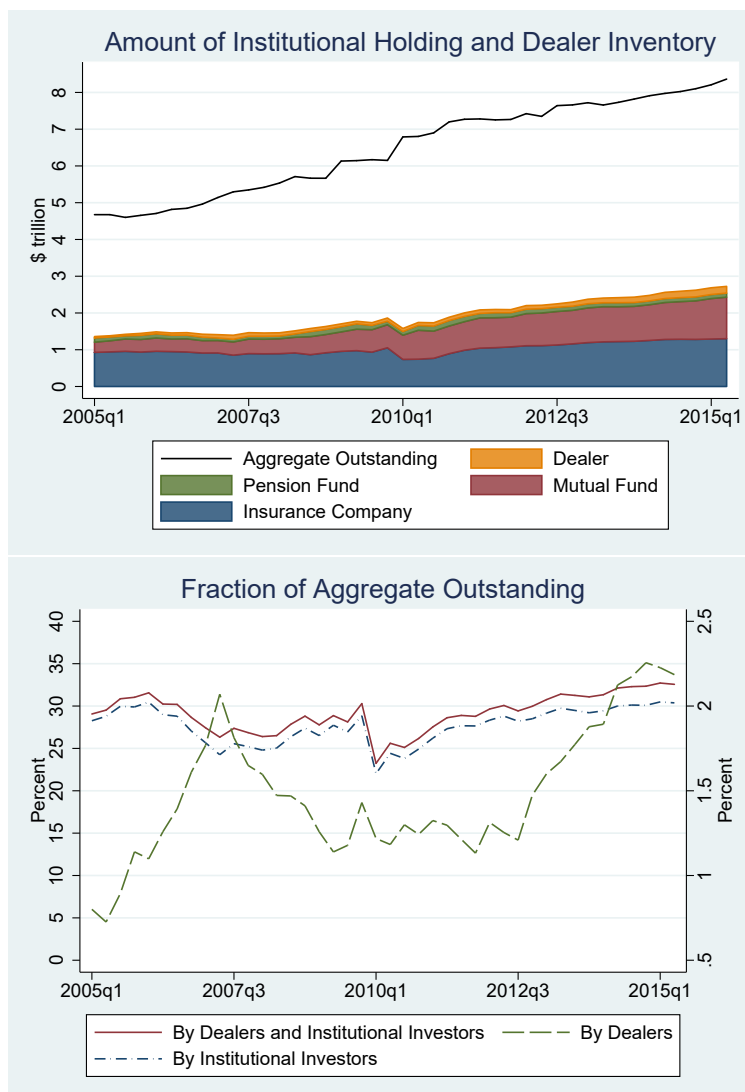 Amount of Institutional Holding and Dealer Inventory
$ trillion
8
7
6
5
4
3
2
1
0
2005q1 2007q3 2010q1 2012q3 2015q1
Aggregate Outstanding Dealer
Pension Fund Mutual Fund
Insurance Company
Fraction of Aggregate Outstanding
Percent
40
35
30
25
20
15
10
5
0
2.5
2
1.5
1
.5
Percent
2005q1 2007q3 2010q1 2012q3 2015q1
By Dealers and Institutional Investors By Dealers
By Institutional Investors